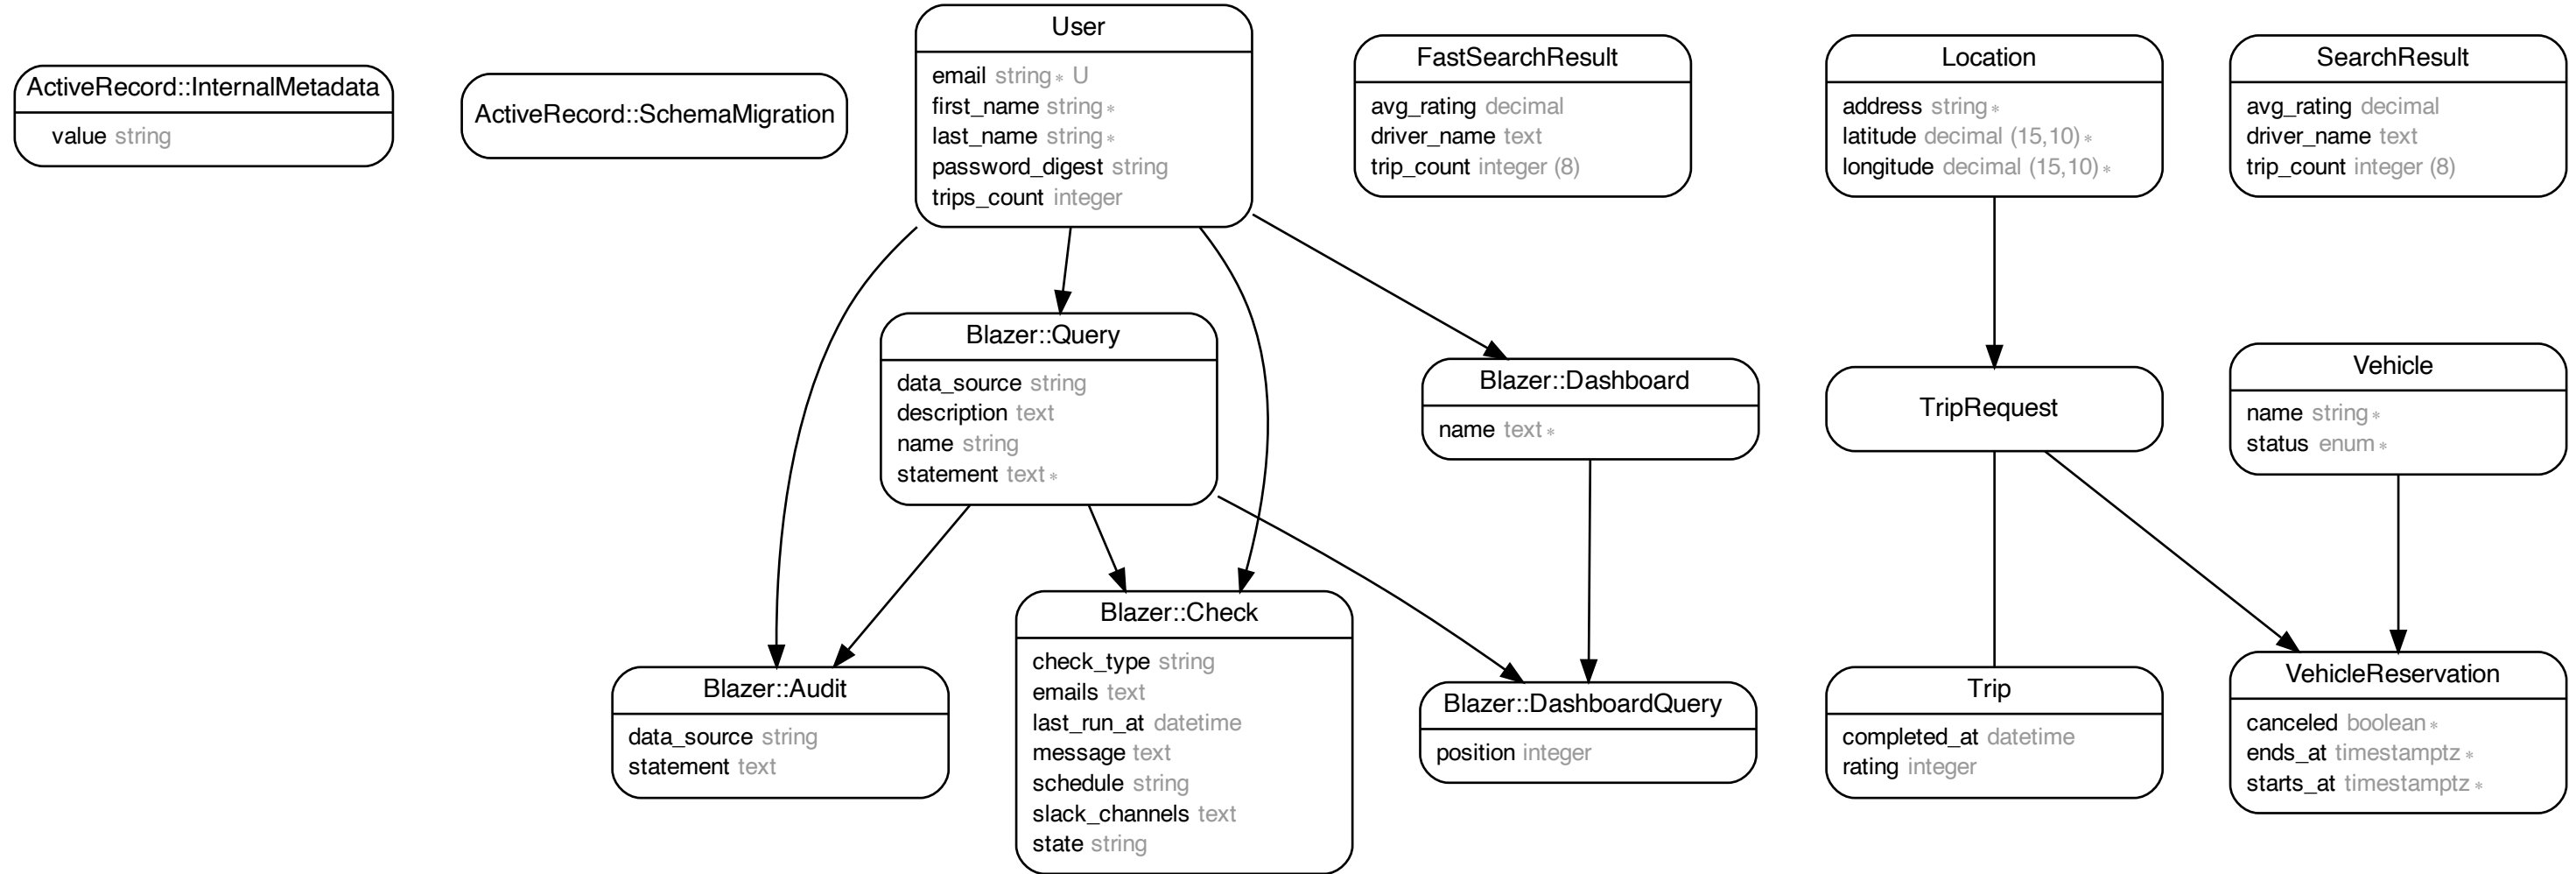 ActiveRecord::InternalMetadata
value string
ActiveRecord::SchemaMigration
User
email string∗ U
first_name string∗
last_name string∗
password_digest string
trips_count integer
FastSearchResult
avg_rating decimal
driver_name text
trip_count integer (8)
Location
address string∗
latitude decimal (15,10)∗
longitude decimal (15,10)∗
SearchResult
avg_rating decimal
driver_name text
trip_count integer (8)
Blazer::Query
data_source string
description text
name string
statement text∗
Blazer::Dashboard
name text∗
TripRequest
Vehicle
name string∗
status enum∗
Blazer::Audit
data_source string
statement text
Blazer::Check
check_type string
emails text
last_run_at datetime
message text
schedule string
slack_channels text
state string
Blazer::DashboardQuery
position integer
Trip
completed_at datetime
rating integer
VehicleReservation
canceled boolean∗
ends_at timestamptz∗
starts_at timestamptz∗